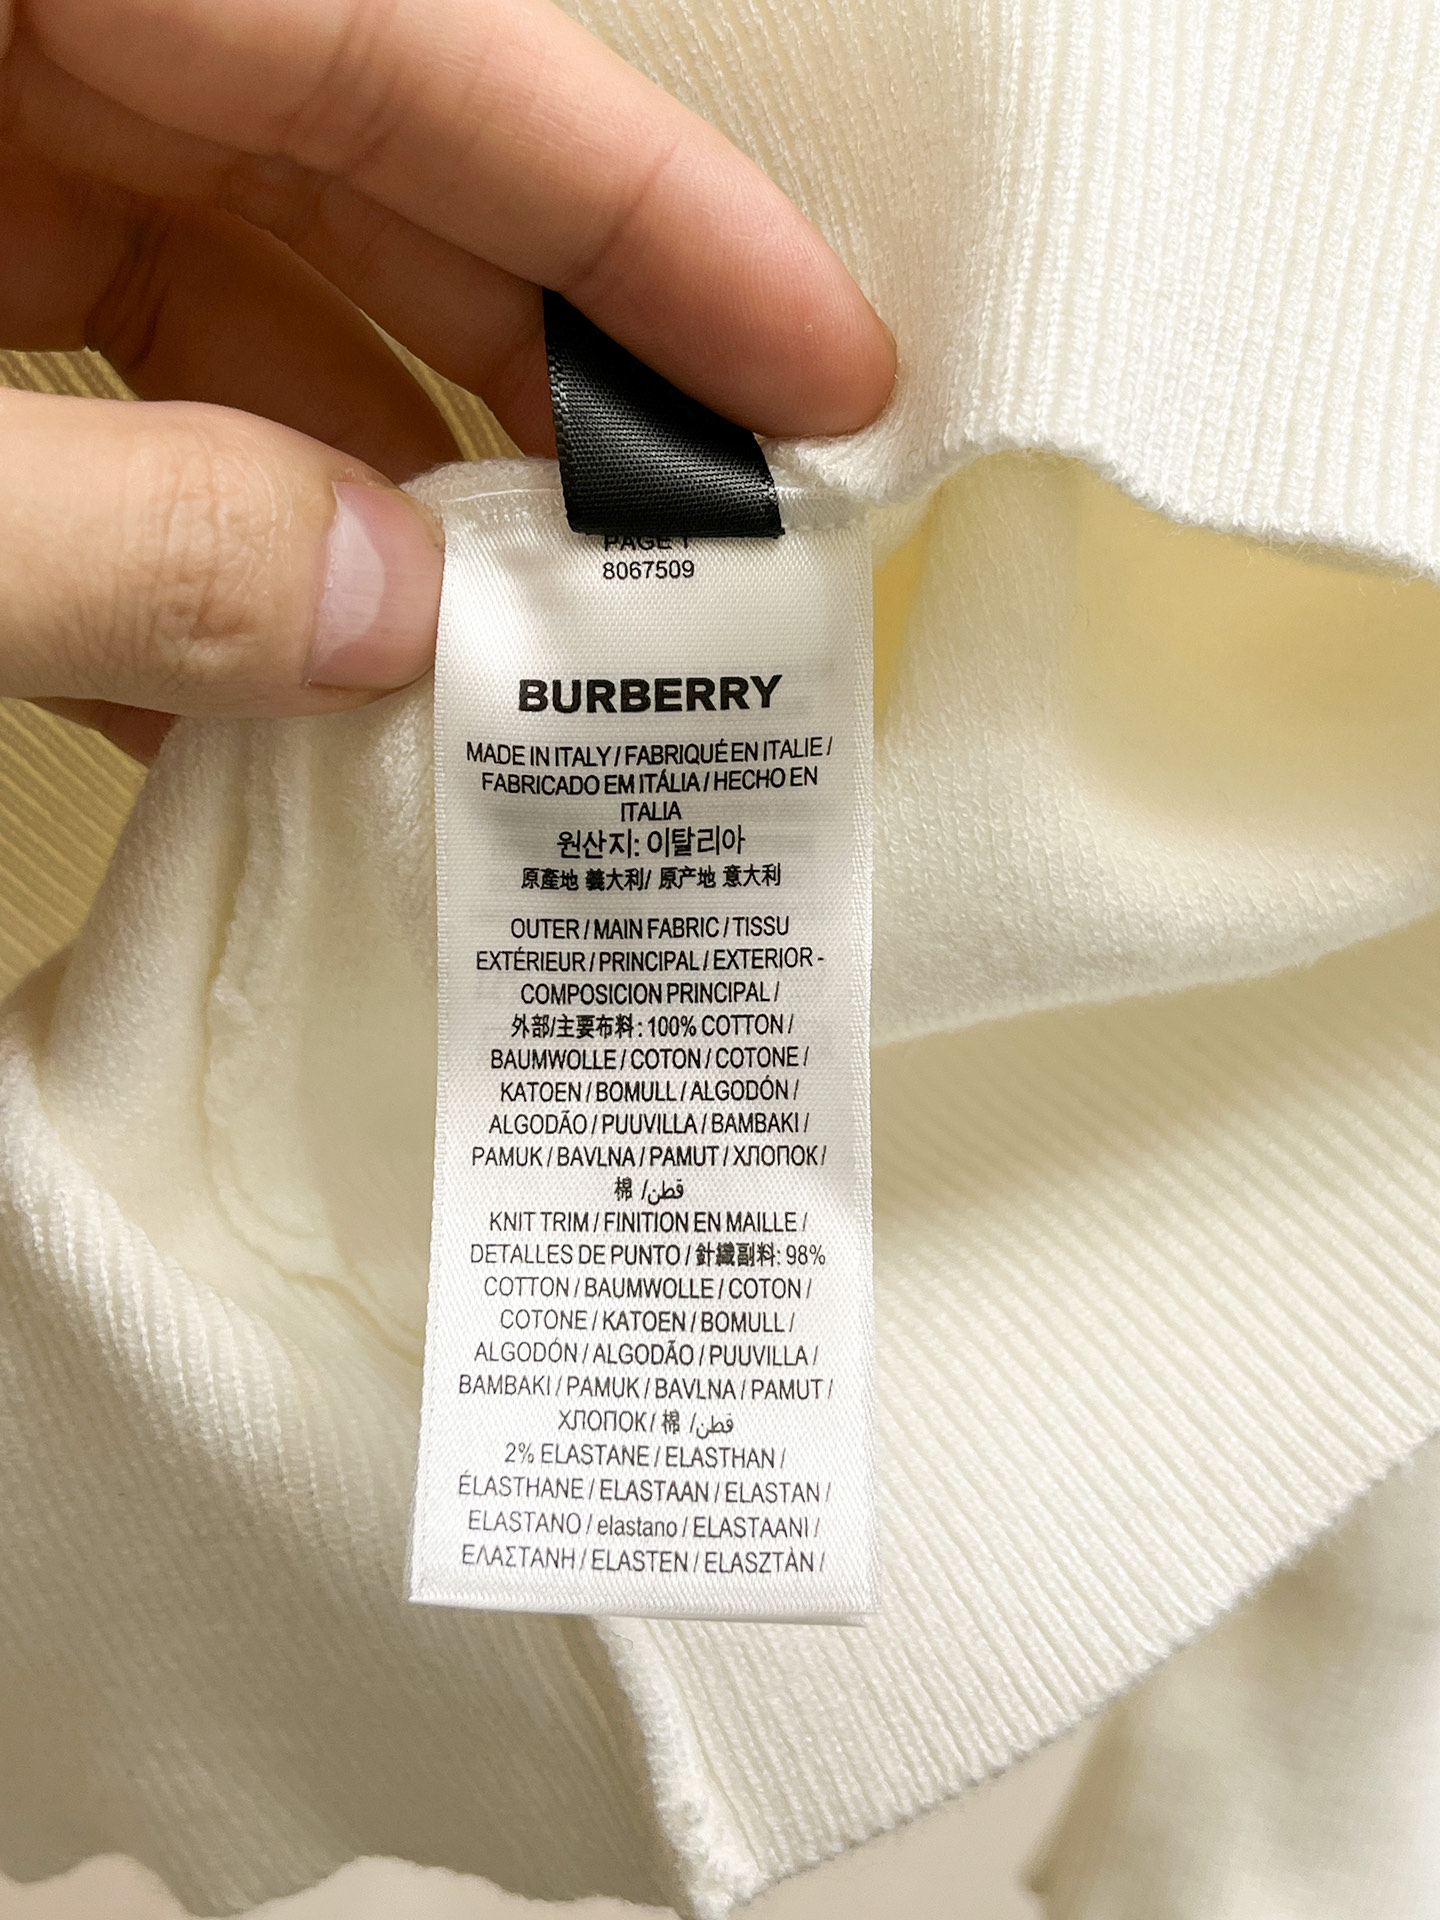 PAGE 1
8067509
BURBERRY
MADE IN ITALY / FABRIQUÉ EN ITALIE /
FABRICADO EM ITÁLIA / HECHO EN
ITALIA
원산지: 이탈리아
原產地 義大利/ 原产地 意大利
OUTER / MAIN FABRIC / TISSU
EXTÉRIEUR / PRINCIPAL / EXTERIOR -
COMPOSICION PRINCIPAL /
外部/主要布料: 100% COTTON /
BAUMWOLLE / COTON / COTONE /
KATOEN / BOMULL / ALGODÓN /
ALGODÃO / PUUVILLA / BAMBAKI /
PAMUK / BAVLNA / PAMUT / ХЛОПОК /
棉 /قطن
KNIT TRIM / FINITION EN MAILLE /
DETALLES DE PUNTO / 針織副料: 98%
COTTON / BAUMWOLLE / COTON /
COTONE / KATOEN / BOMULL /
ALGODÓN / ALGODÃO / PUUVILLA /
BAMBAKI / PAMUK / BAVLNA / PAMUT /
ХЛОПОК / 棉 /قطن
2% ELASTANE / ELASTHAN /
ÉLASTHANE / ELASTAAN / ELASTAN /
ELASTANO / elastano / ELASTAANI /
ΕΛΑΣΤΑΝΗ / ELASTEN / ELASZTÀN /